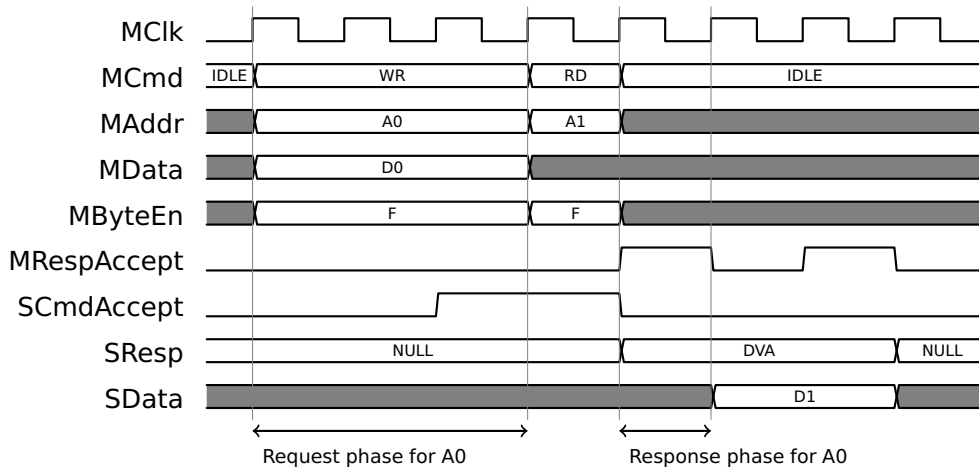 MClk
MCmd IDLE WR RD IDLE
MAddr A0 A1
MData D0
MByteEn F F
MRespAccept
SCmdAccept
SResp NULL DVA NULL
SData D1
Request phase for A0 Response phase for A0